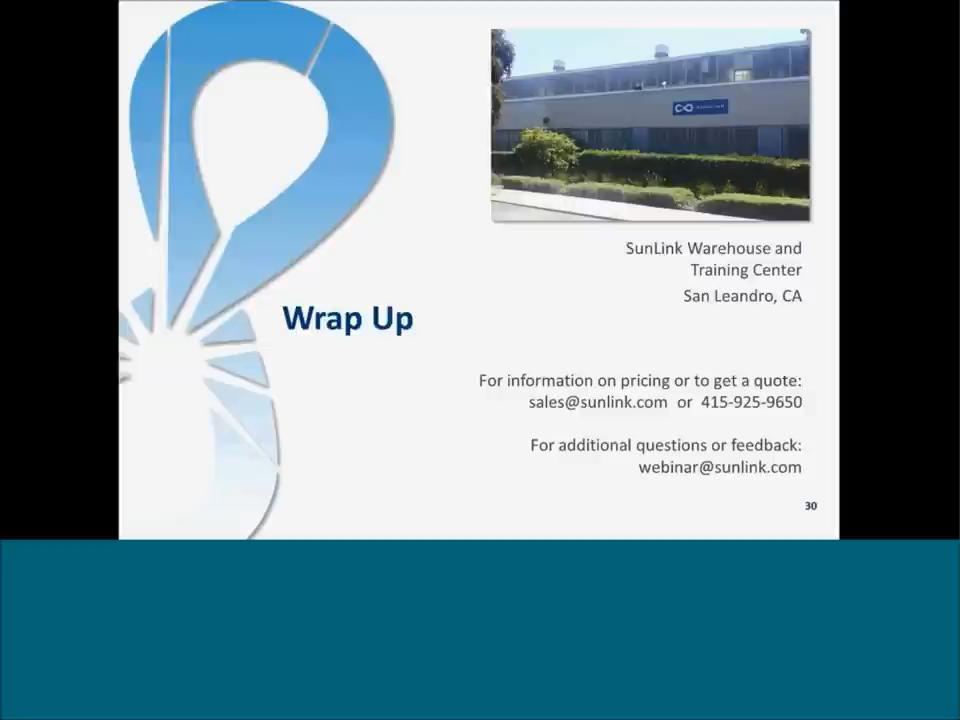 SunLink Warehouse and
Training Center
San Leandro, CA
Wrap Up
For information on pricing or to get a quote:
sales@sunlink.com or 415-925-9650
For additional questions or feedback:
webinar@sunlink.com
30